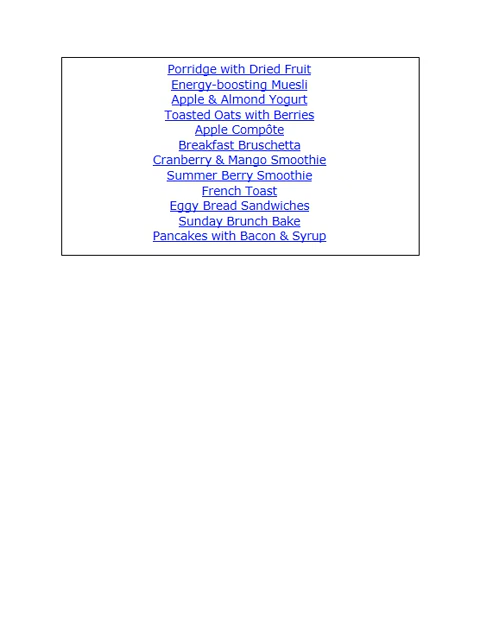 Porridge with Dried Fruit
Energy-boosting Muesli
Apple & Almond Yogurt
Toasted Oats with Berries
Apple Compôte
Breakfast Bruschetta
Cranberry & Mango Smoothie
Summer Berry Smoothie
French Toast
Eggy Bread Sandwiches
Sunday Brunch Bake
Pancakes with Bacon & Syrup